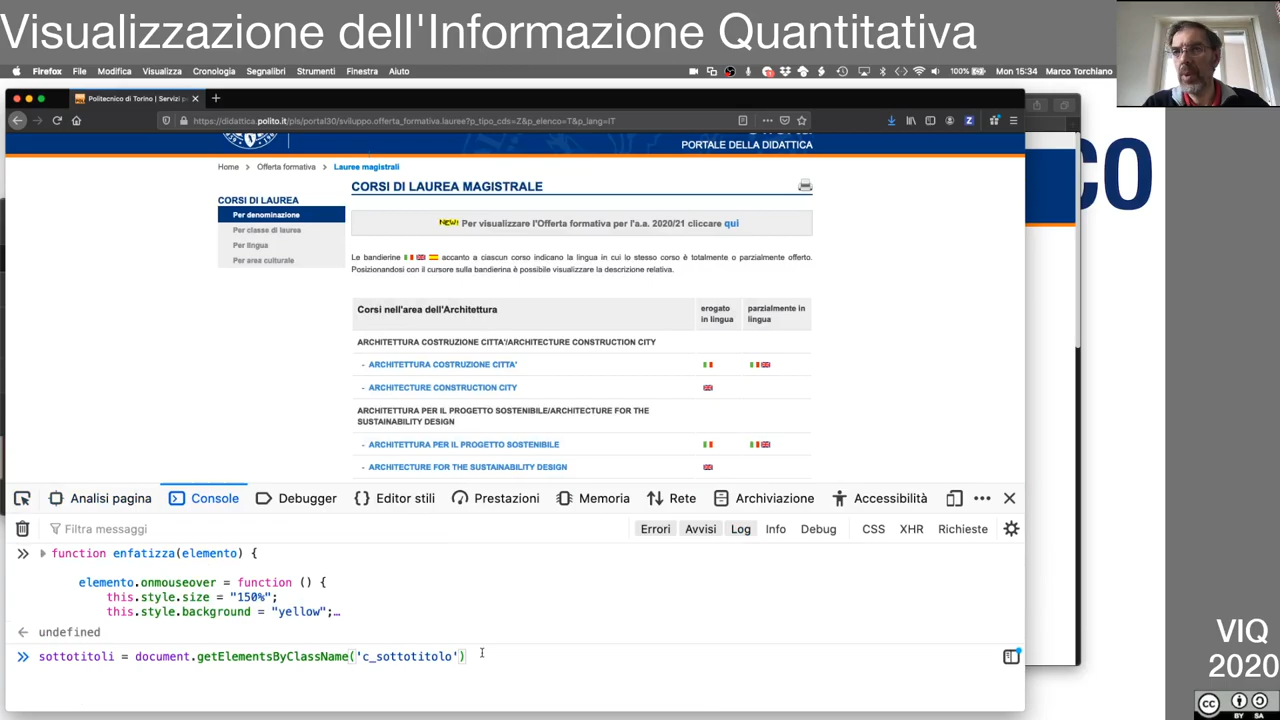 Visualizzazione dell'Informazione Quantitativa
Firefox File Modifica Visualizza Cronologia Segnalibri Strumenti Finestra Aiuto 100% Mon 15:34 Marco Torchiano
Politecnico di Torino | Servizi p
https://didattica.polito.it/pls/portal30/sviluppo.offerta_formativa.lauree?p_tipo_cds=Z&p_elenco=T&p_lang=IT
PORTALE DELLA DIDATTICA
CO
Home Offerta formativa Lauree magistrali
CORSI DI LAUREA
Per denominazione
Per classe di laurea
Per lingua
Per area culturale
CORSI DI LAUREA MAGISTRALE
NEW! Per visualizzare l'Offerta formativa per l'a.a. 2020/21 cliccare qui
Le bandierine accanto a ciascun corso indicano la lingua in cui lo stesso corso è totalmente o parzialmente offerto.
Posizionandosi con il cursore sulla bandierina è possibile visualizzare la descrizione relativa.
Corsi nell'area dell'Architettura
erogato
in lingua
parzialmente in
lingua
ARCHITETTURA COSTRUZIONE CITTA'/ARCHITECTURE CONSTRUCTION CITY
- ARCHITETTURA COSTRUZIONE CITTA'
- ARCHITECTURE CONSTRUCTION CITY
ARCHITETTURA PER IL PROGETTO SOSTENIBILE/ARCHITECTURE FOR THE
SUSTAINABILITY DESIGN
- ARCHITETTURA PER IL PROGETTO SOSTENIBILE
- ARCHITECTURE FOR THE SUSTAINABILITY DESIGN
Analisi pagina Console Debugger Editor stili Prestazioni Memoria Rete Archiviazione Accessibilità
Filtra messaggi Errori Avvisi Log Info Debug CSS XHR Richieste
function enfatizza(elemento) {
elemento.onmouseover = function () {
this.style.size = "150%";
this.style.background = "yellow";…
undefined
sottotitoli = document.getElementsByClassName('c_sottotitolo')
VIQ
2020
CC
BY SA